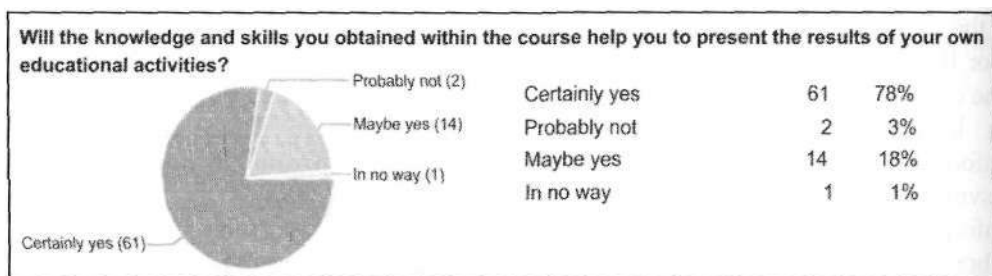 Will the knowledge and skills you obtained within the course help you to present the results of your own
educational activities?
Probably not (2)
Maybe yes (14)
In no way (1)
Certainly yes (61)
Certainly yes 61 78%
Probably not 2 3%
Maybe yes 14 18%
In no way 1 1%